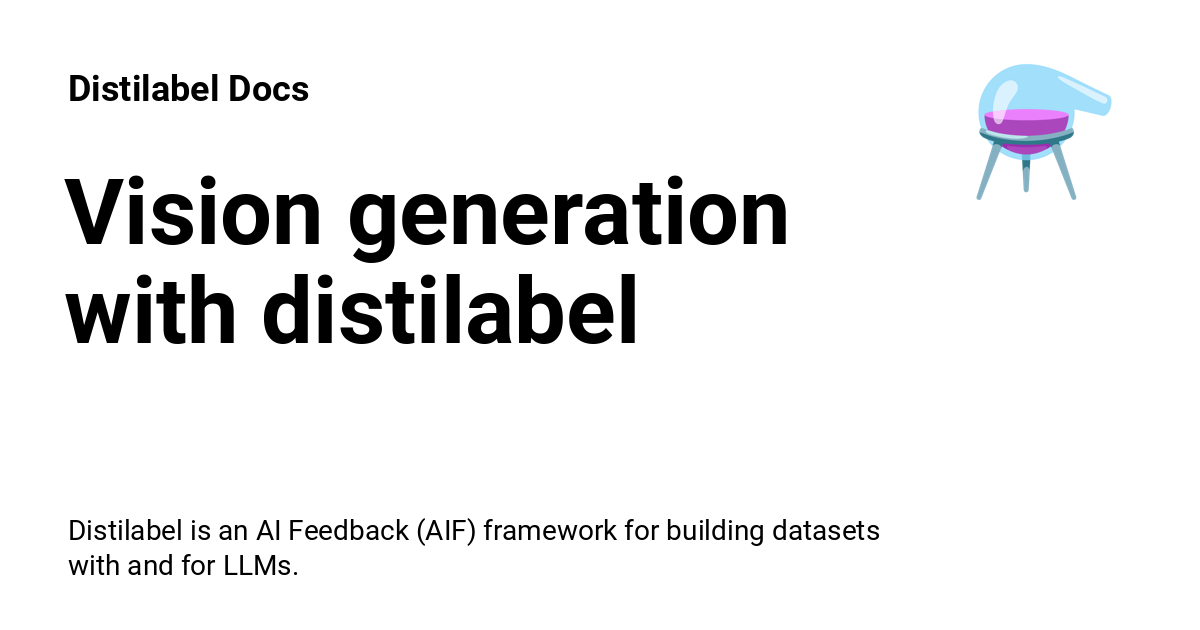 Distilabel Docs
Vision generation
with distilabel
Distilabel is an AI Feedback (AIF) framework for building datasets
with and for LLMs.